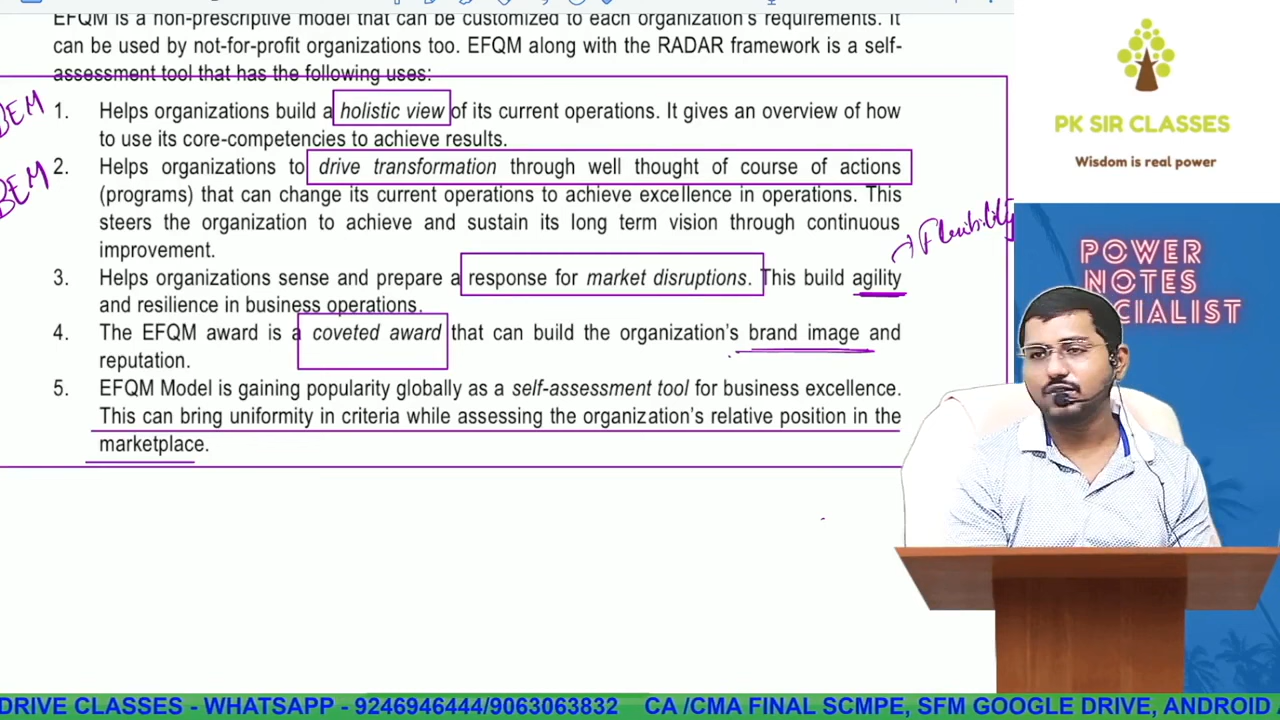 EFQM is a non-prescriptive model that can be customized to each organization's requirements. It
can be used by not-for-profit organizations too. EFQM along with the RADAR framework is a self-
assessment tool that has the following uses:
BEM
1. Helps organizations build a holistic view of its current operations. It gives an overview of how
to use its core-competencies to achieve results.
BEM
2. Helps organizations to drive transformation through well thought of course of actions
(programs) that can change its current operations to achieve excellence in operations. This
steers the organization to achieve and sustain its long term vision through continuous
improvement.
→ Flexibility
3. Helps organizations sense and prepare a response for market disruptions. This build agility
and resilience in business operations.
4. The EFQM award is a coveted award that can build the organization's brand image and
reputation.
5. EFQM Model is gaining popularity globally as a self-assessment tool for business excellence.
This can bring uniformity in criteria while assessing the organization's relative position in the
marketplace.
PK SIR CLASSES
Wisdom is real power
POWER
NOTES
CIALIST
DRIVE CLASSES - WHATSAPP - 9246946444/9063063832 CA /CMA FINAL SCMPE, SFM GOOGLE DRIVE, ANDROID